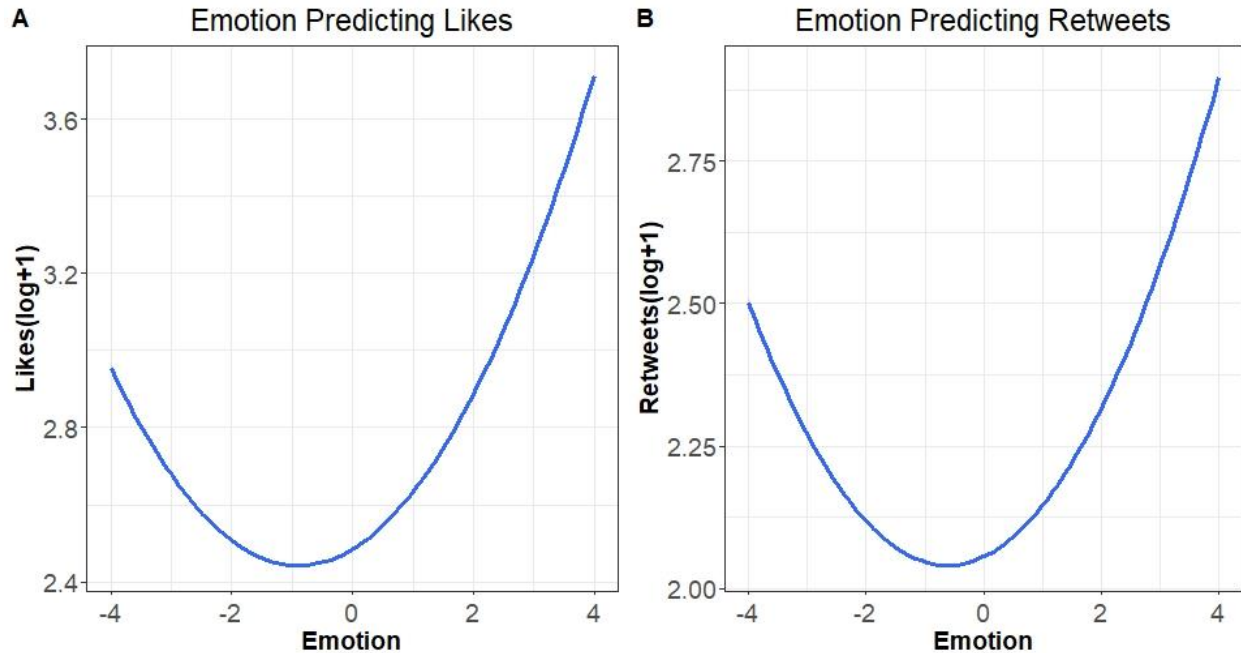 A
Emotion Predicting Likes
Likes(log+1)
3.6
3.2
2.8
2.4
-4
-2
0
2
4
Emotion
B
Emotion Predicting Retweets
Retweets(log+1)
2.75
2.50
2.25
2.00
-4
-2
0
2
4
Emotion